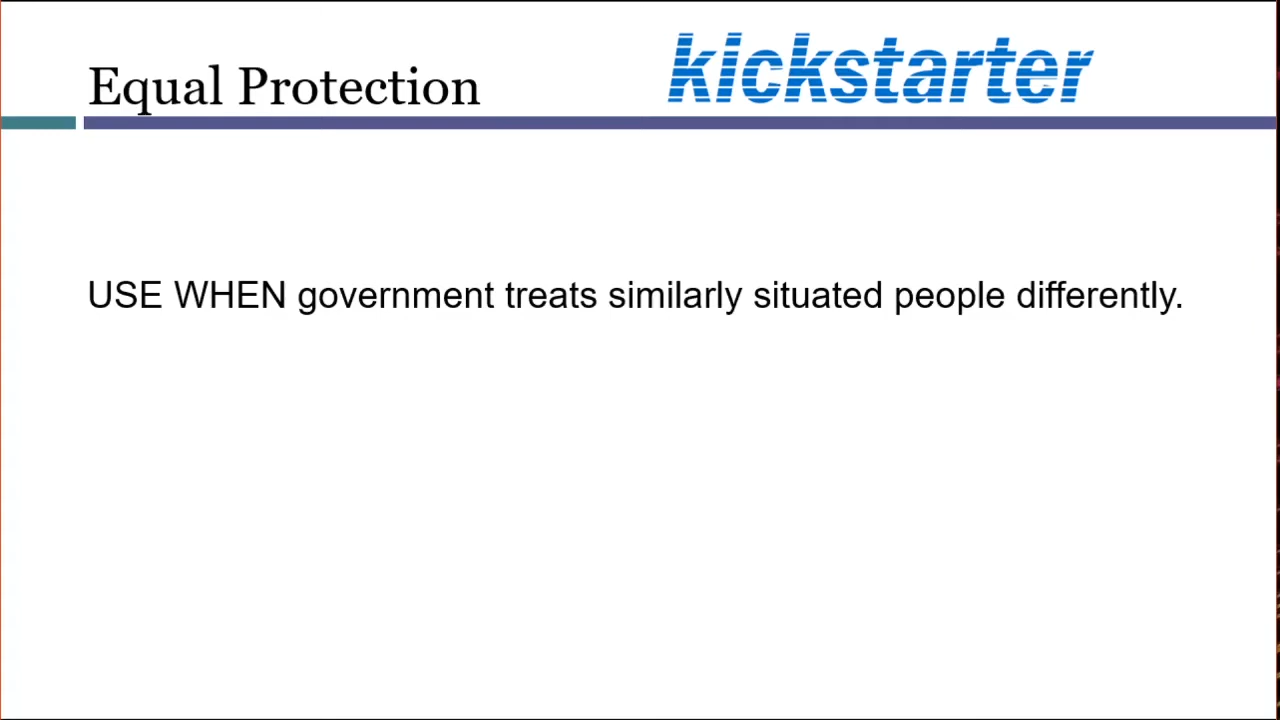 Equal Protection
kickstarter
USE WHEN government treats similarly situated people differently.